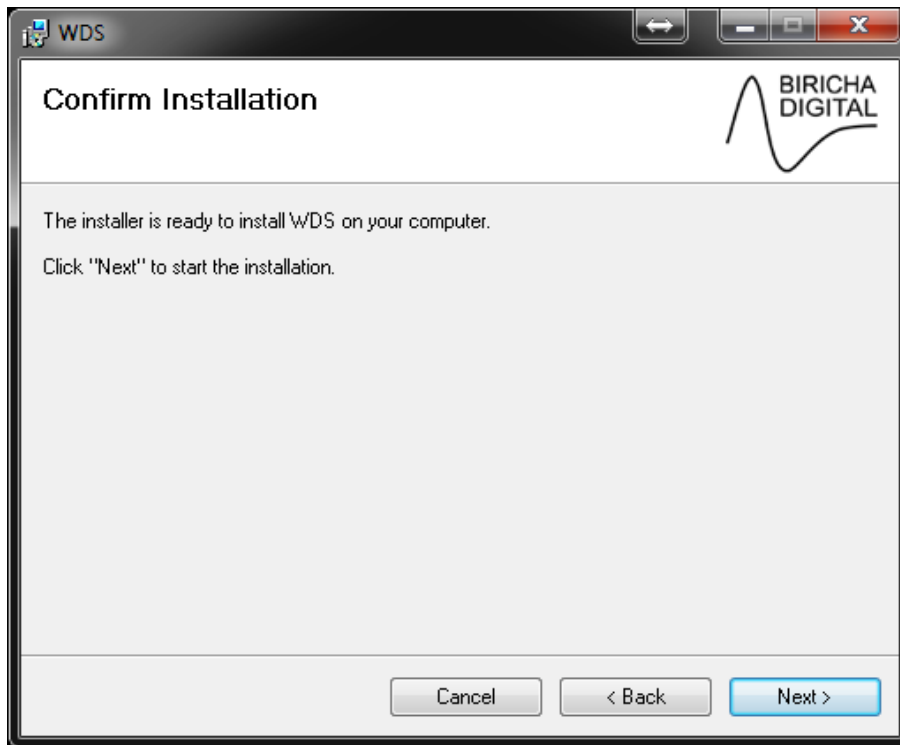 WDS
Confirm Installation
BIRICHA
DIGITAL
The installer is ready to install WDS on your computer.
Click "Next" to start the installation.
Cancel
< Back
Next >